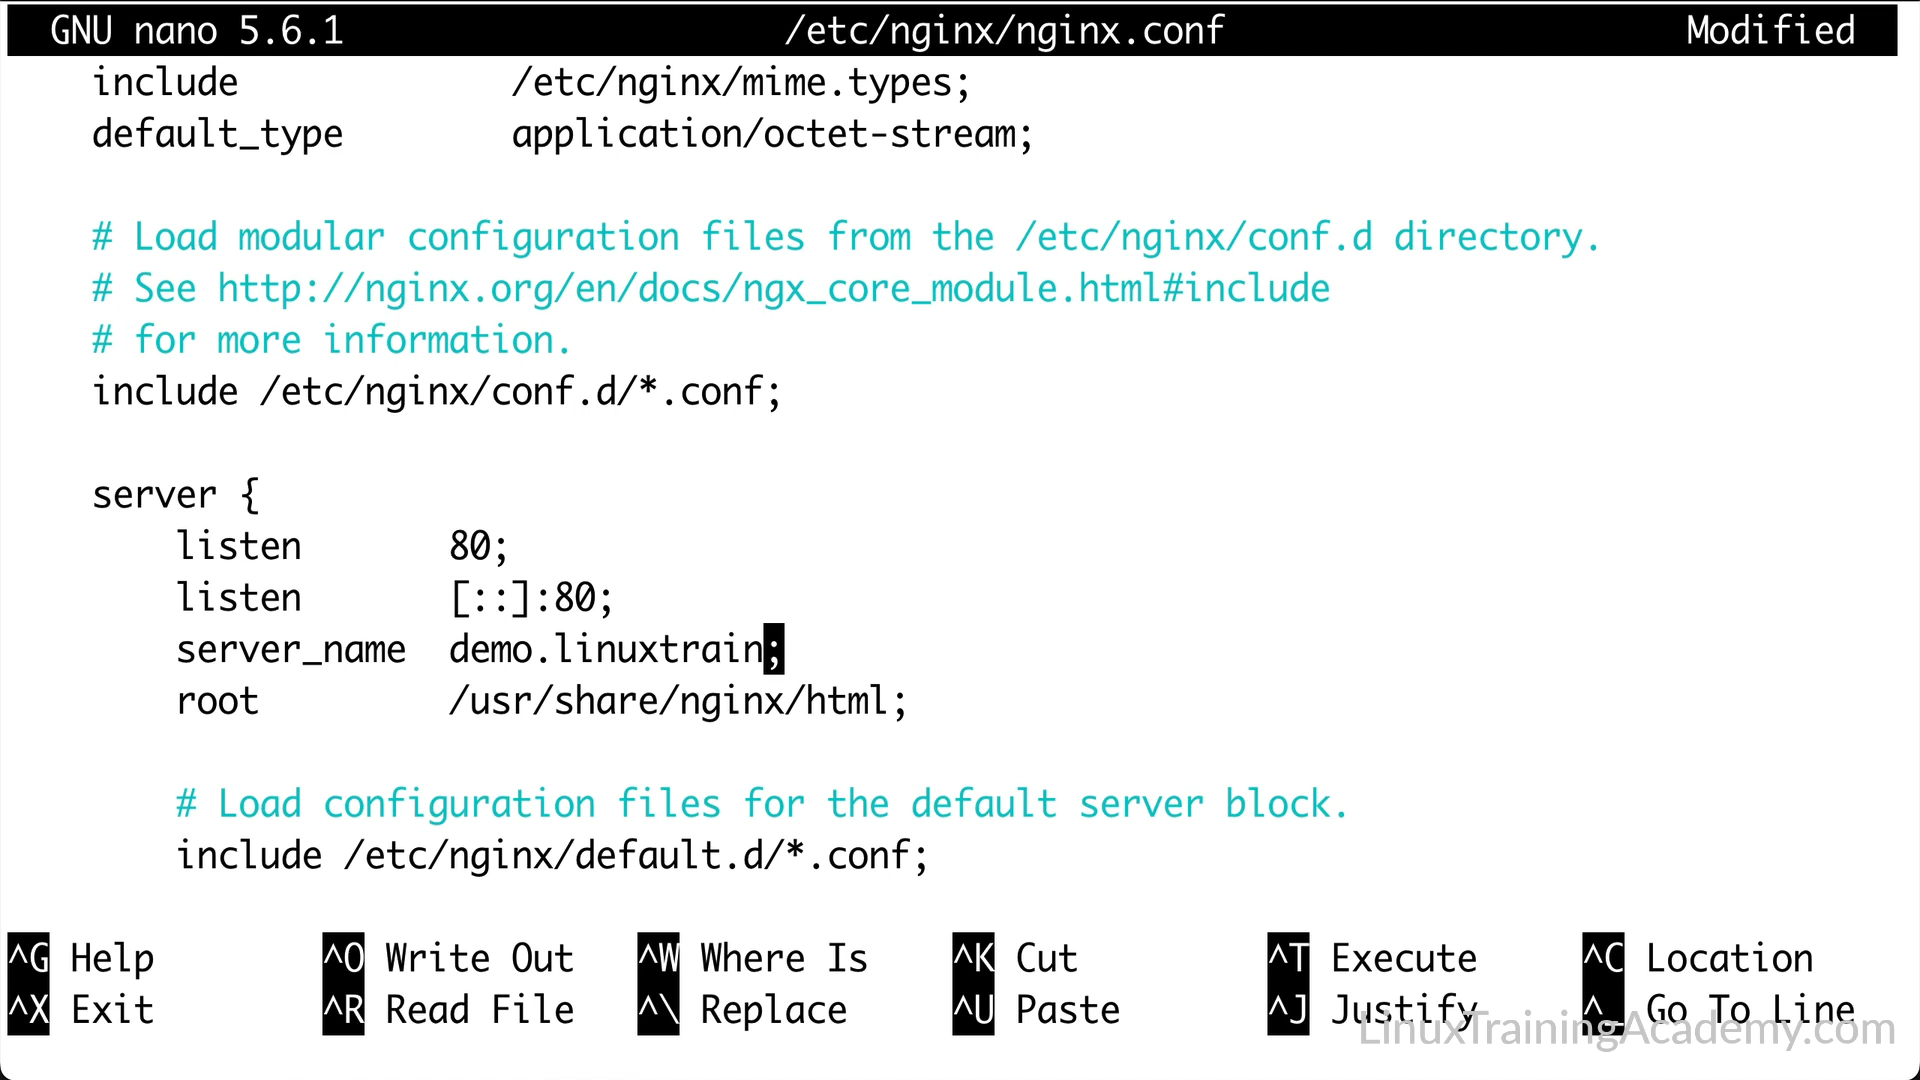 GNU nano 5.6.1 /etc/nginx/nginx.conf Modified
include /etc/nginx/mime.types;
default_type application/octet-stream;
# Load modular configuration files from the /etc/nginx/conf.d directory.
# See http://nginx.org/en/docs/ngx_core_module.html#include
# for more information.
include /etc/nginx/conf.d/*.conf;
server {
listen 80;
listen [::]:80;
server_name demo.linuxtrain;
root /usr/share/nginx/html;
# Load configuration files for the default server block.
include /etc/nginx/default.d/*.conf;
^G Help ^O Write Out ^W Where Is ^K Cut ^T Execute ^C Location
^X Exit ^R Read File ^\ Replace ^U Paste ^J Justify ^_ Go To Line
LinuxTrainingAcademy.com